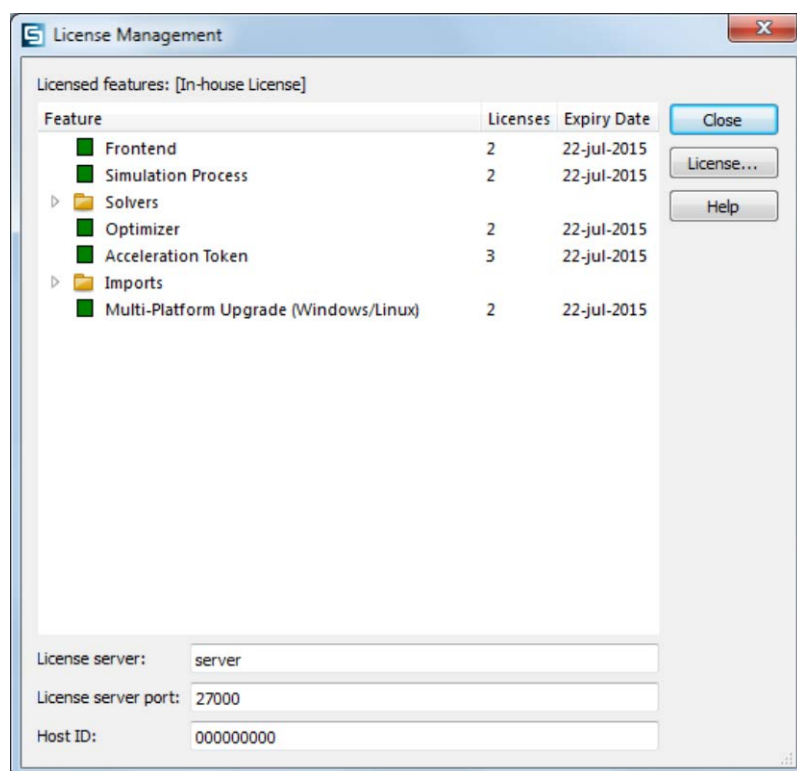 License Management
Licensed features: [In-house License]
Feature Licenses Expiry Date
Frontend 2 22-jul-2015
Simulation Process 2 22-jul-2015
Solvers
Optimizer 2 22-jul-2015
Acceleration Token 3 22-jul-2015
Imports
Multi-Platform Upgrade (Windows/Linux) 2 22-jul-2015
Close
License...
Help
License server: server
License server port: 27000
Host ID: 000000000